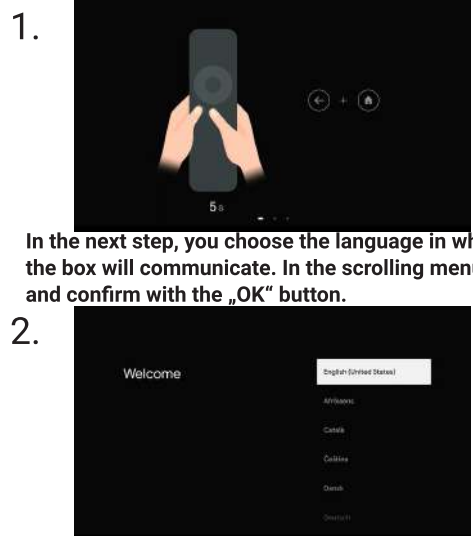 1.
+
5 s
In the next step, you choose the language in wh
the box will communicate. In the scrolling menu
and confirm with the „OK“ button.
2.
Welcome
English (United States)
Afrikaans
Català
Čeština
Dansk
Deutsch